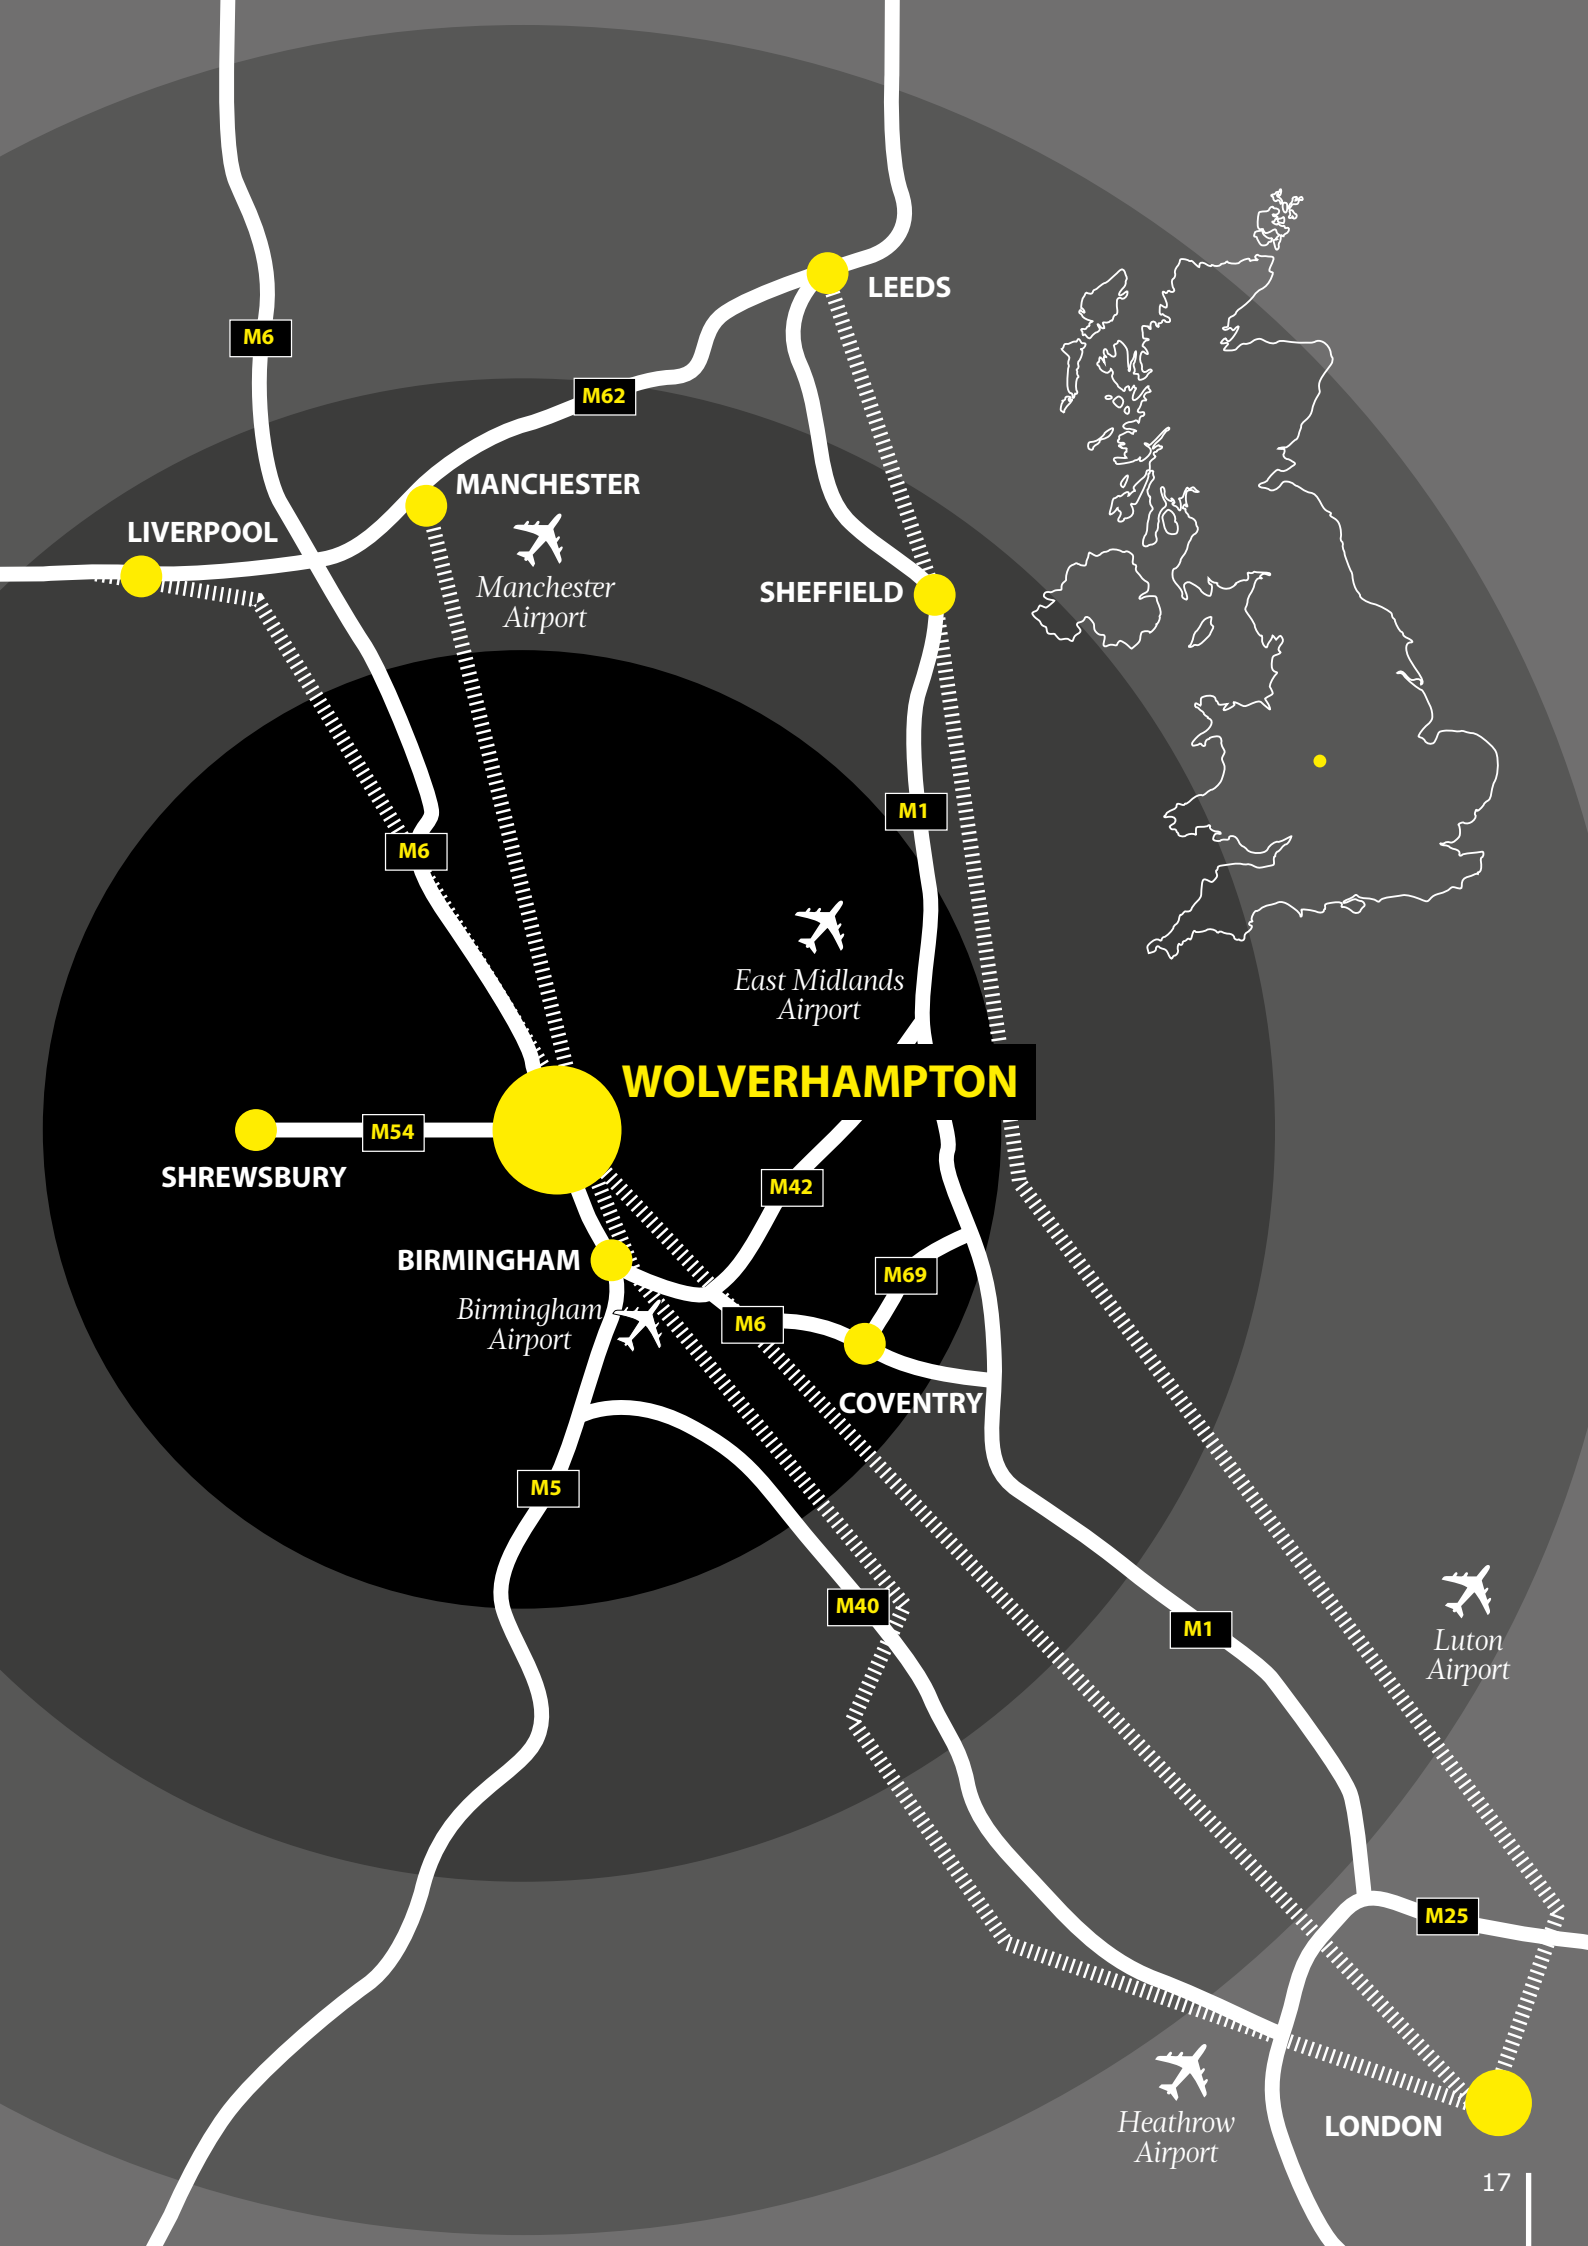 LEEDS
M6
M62
MANCHESTER
LIVERPOOL
Manchester
Airport
SHEFFIELD
M1
M6
East Midlands
Airport
WOLVERHAMPTON
M54
SHREWSBURY
M42
BIRMINGHAM
M69
Birmingham
Airport
M6
COVENTRY
M5
M40
M1
Luton
Airport
M25
Heathrow
Airport
LONDON
17